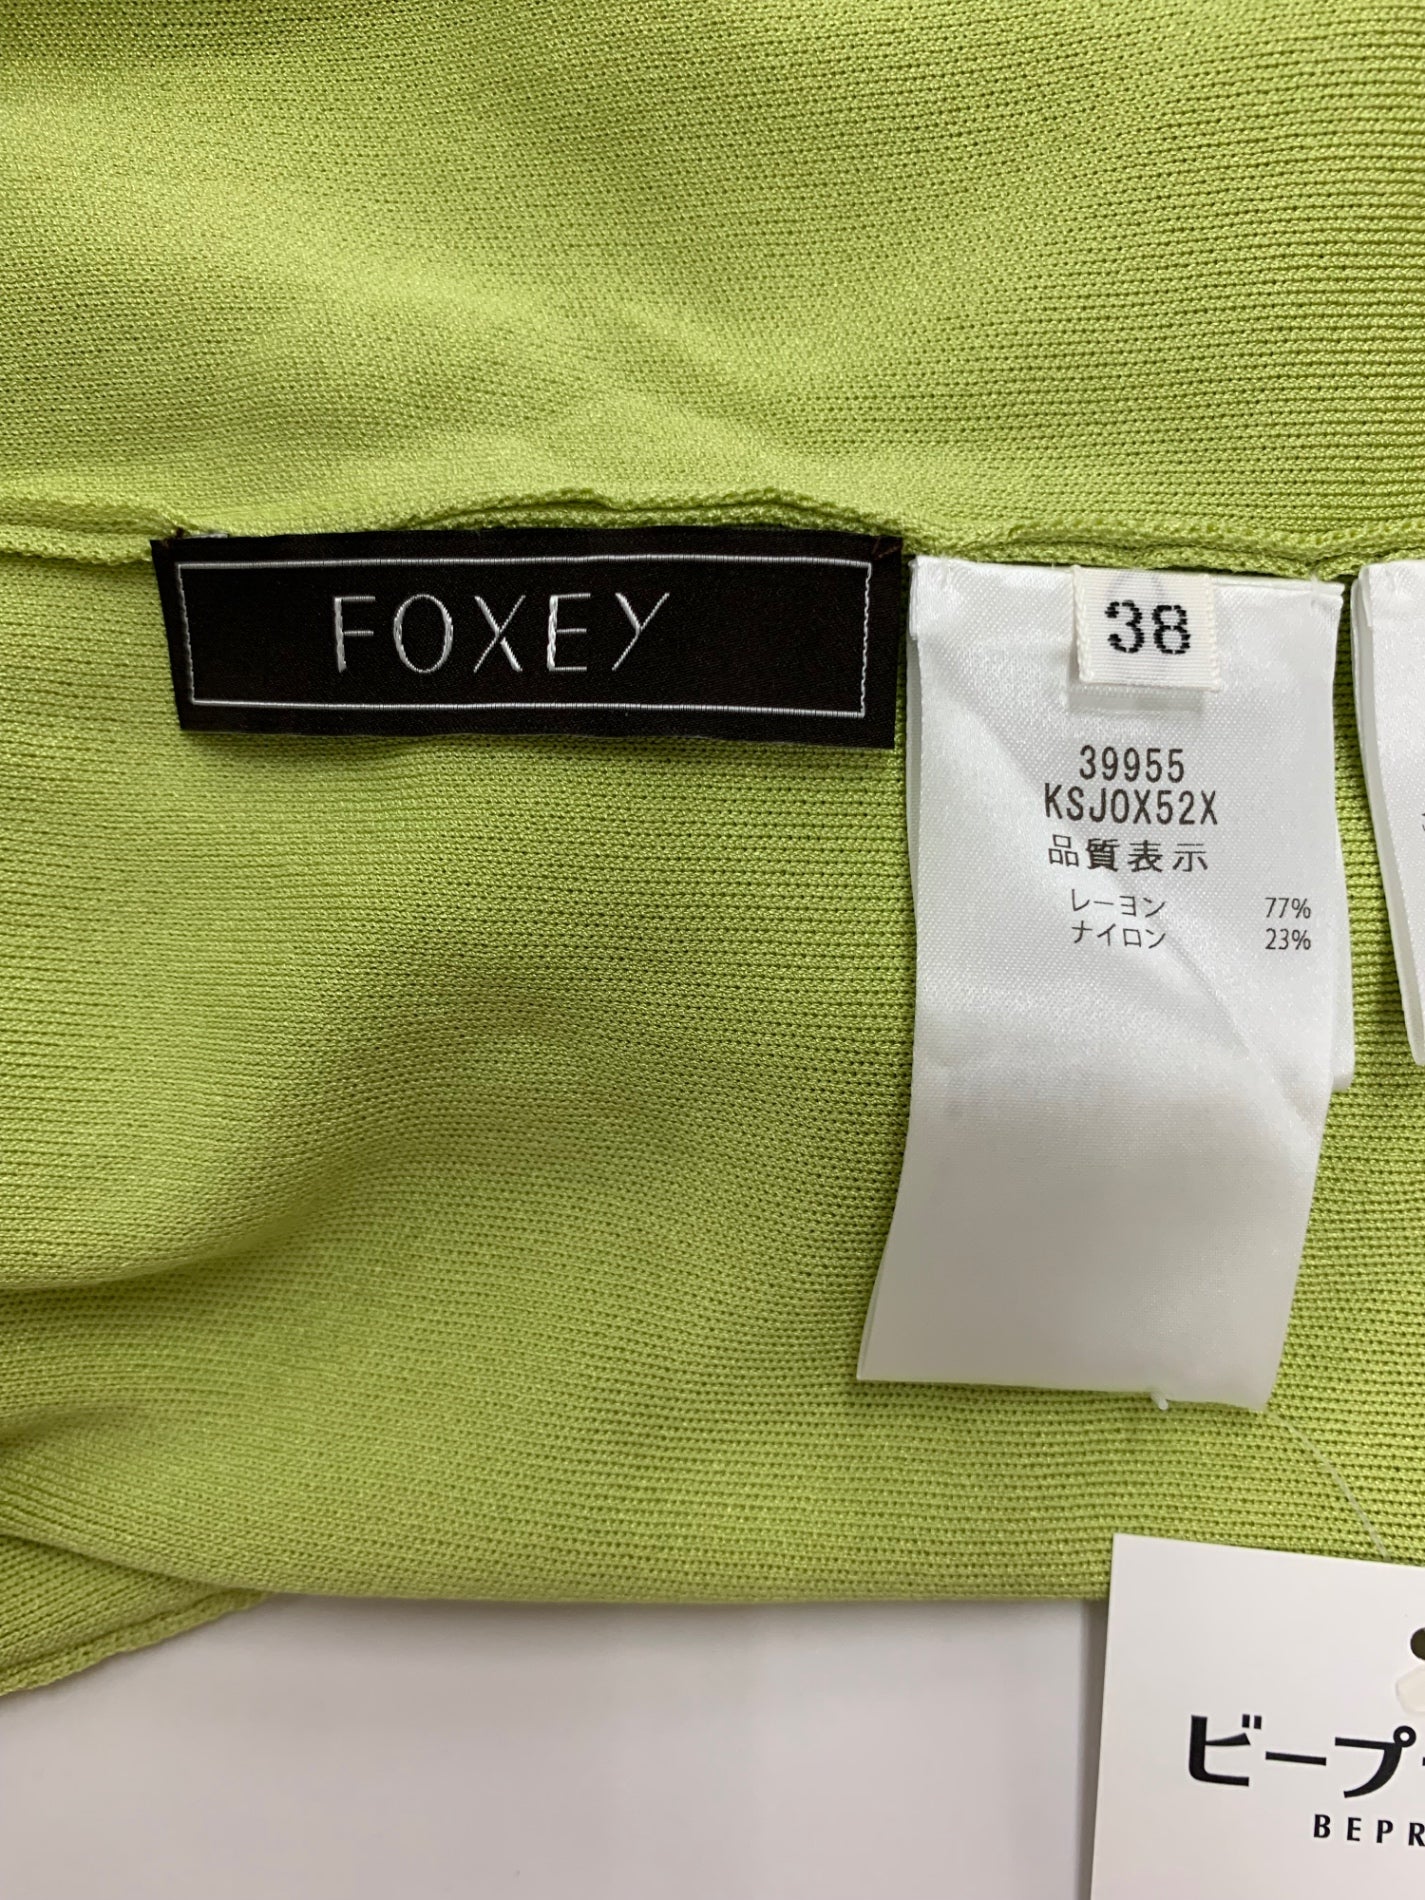 FOXEY
38
39955
KSJ0X52X
品質表示
レーヨン 77%
ナイロン 23%
ビープ
BEPR